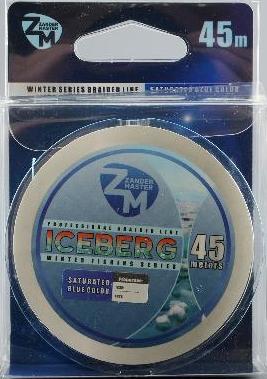 ZM ZANDER MASTER
45m
WINTER SERIES BRAIDED LINE
SATURATED BLUE COLOR
ZM ZANDER MASTER
PROFESSIONAL BRAIDED LINE
ICEBERG
45 meters
WINTER FISHING SERIES
SATURATED
BLUE COLOR